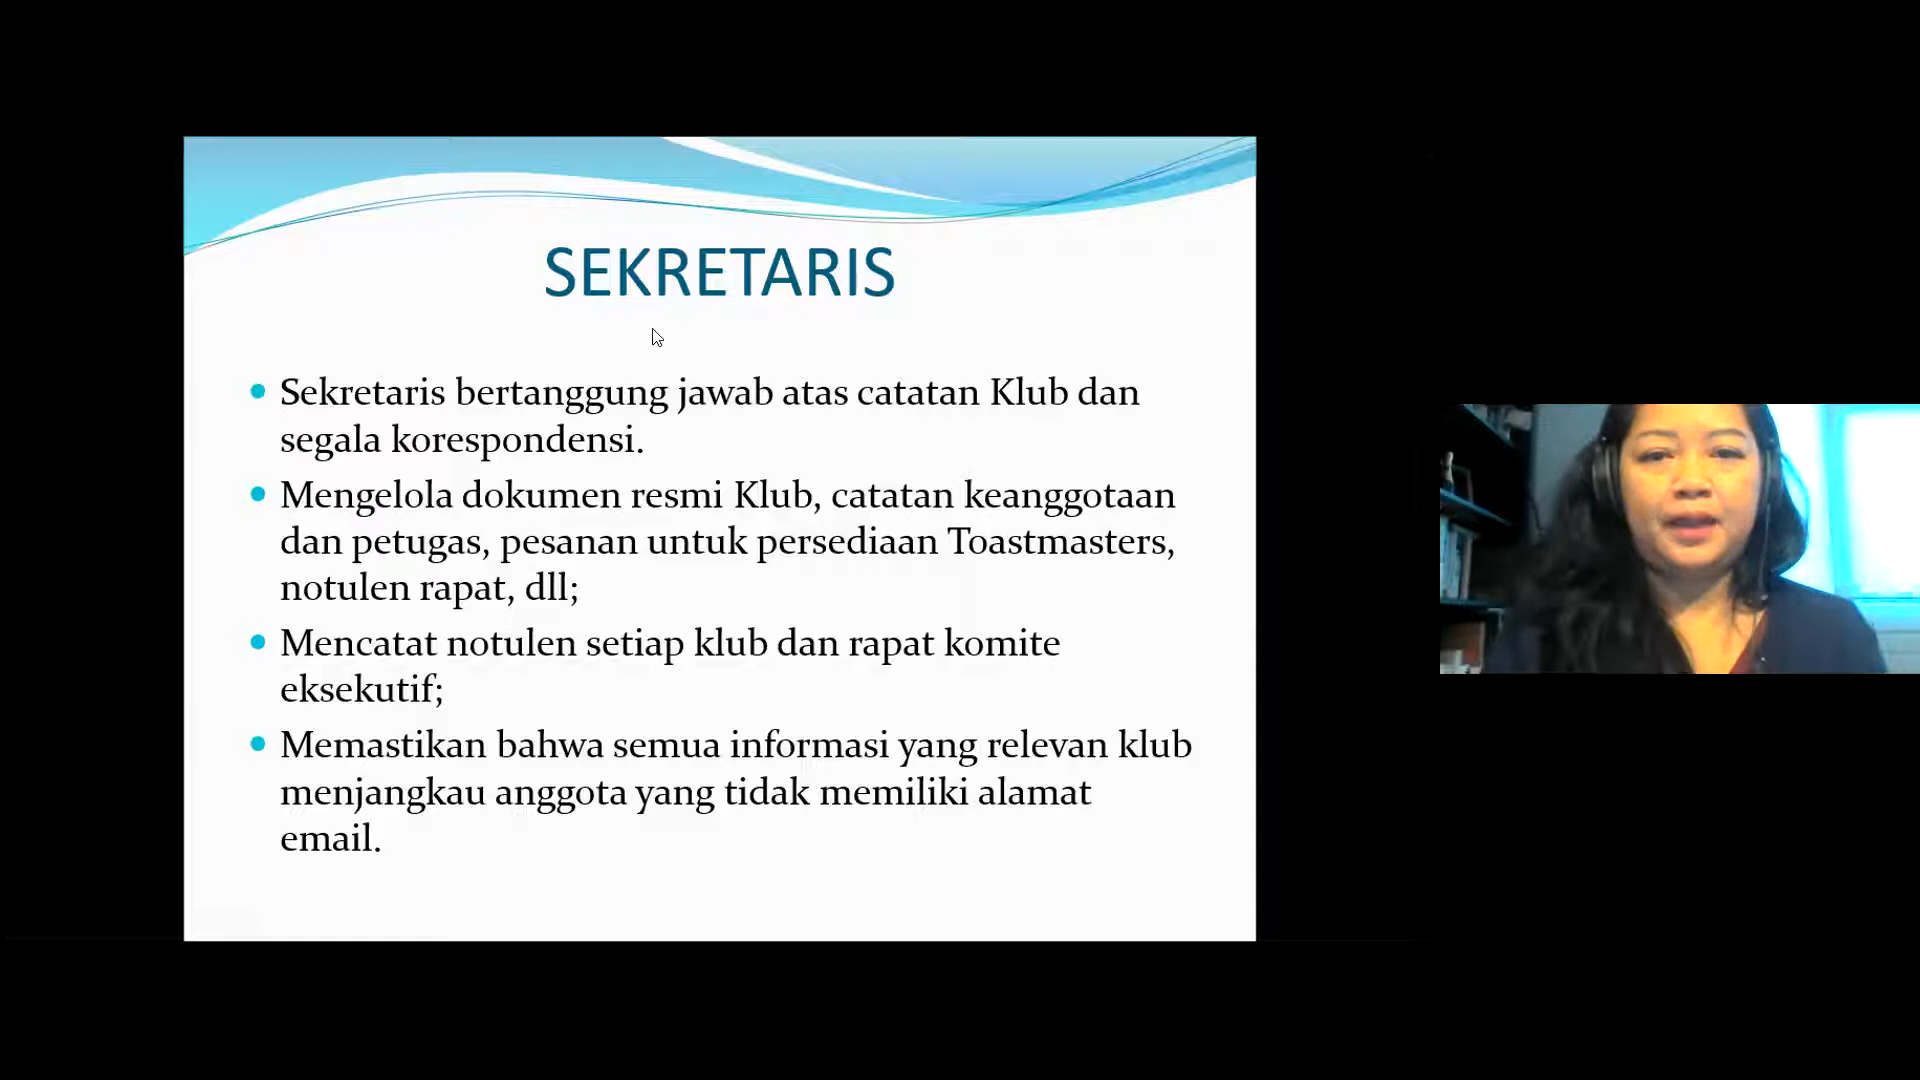 SEKRETARIS
Sekretaris bertanggung jawab atas catatan Klub dan
segala korespondensi.
Mengelola dokumen resmi Klub, catatan keanggotaan
dan petugas, pesanan untuk persediaan Toastmasters,
notulen rapat, dll;
Mencatat notulen setiap klub dan rapat komite
eksekutif;
Memastikan bahwa semua informasi yang relevan klub
menjangkau anggota yang tidak memiliki alamat
email.